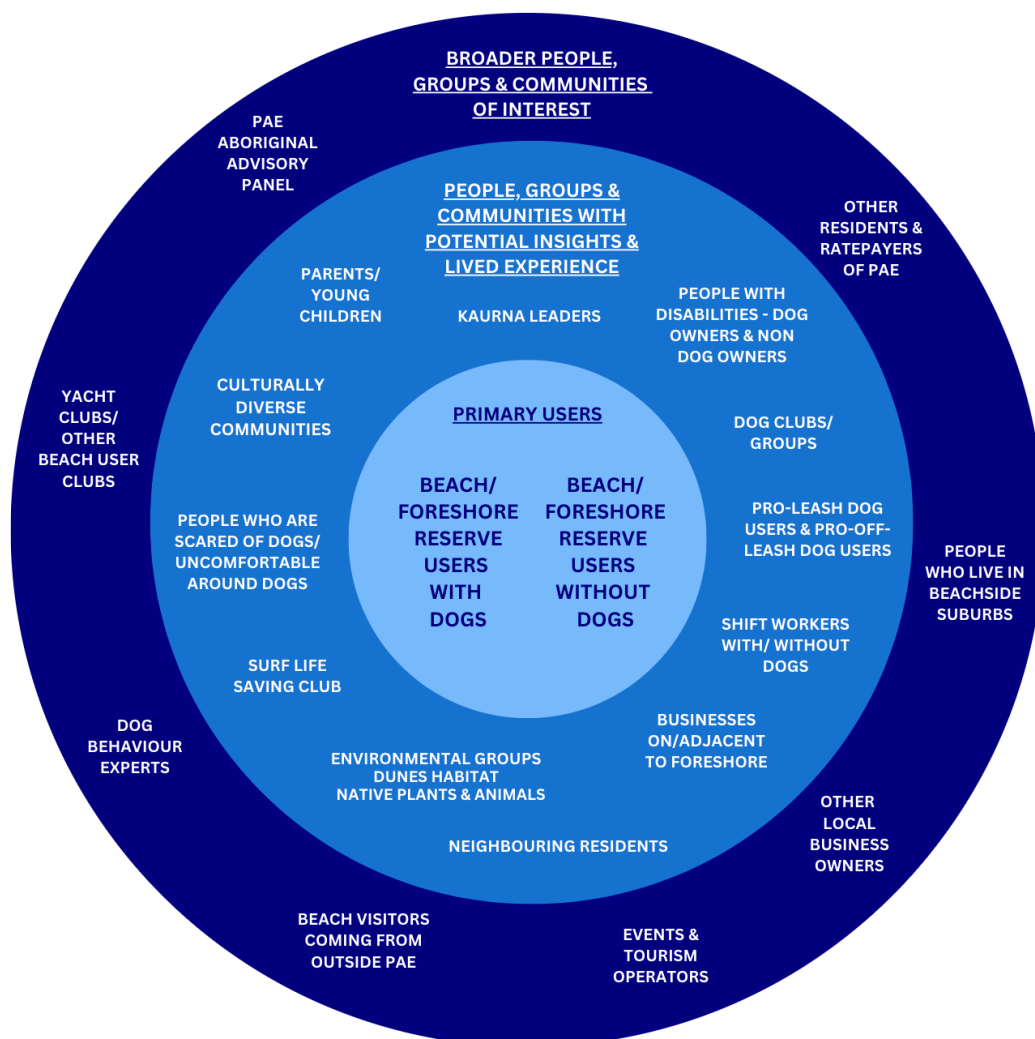 BROADER PEOPLE,
GROUPS & COMMUNITIES
OF INTEREST
PAE
ABORIGINAL
ADVISORY
PANEL
OTHER
RESIDENTS &
RATEPAYERS
OF PAE
YACHT
CLUBS/
OTHER
BEACH USER
CLUBS
PEOPLE
WHO LIVE IN
BEACHSIDE
SUBURBS
DOG
BEHAVIOUR
EXPERTS
OTHER
LOCAL
BUSINESS
OWNERS
BEACH VISITORS
COMING FROM
OUTSIDE PAE
EVENTS &
TOURISM
OPERATORS
PEOPLE, GROUPS &
COMMUNITIES WITH
POTENTIAL INSIGHTS &
LIVED EXPERIENCE
PARENTS/
YOUNG
CHILDREN
KAURNA LEADERS
PEOPLE WITH
DISABILITIES - DOG
OWNERS & NON
DOG OWNERS
CULTURALLY
DIVERSE
COMMUNITIES
DOG CLUBS/
GROUPS
PEOPLE WHO ARE
SCARED OF DOGS/
UNCOMFORTABLE
AROUND DOGS
PRO-LEASH DOG
USERS & PRO-OFF-
LEASH DOG USERS
SURF LIFE
SAVING CLUB
SHIFT WORKERS
WITH/ WITHOUT
DOGS
ENVIRONMENTAL GROUPS
DUNES HABITAT
NATIVE PLANTS & ANIMALS
BUSINESSES
ON/ADJACENT
TO FORESHORE
NEIGHBOURING RESIDENTS
PRIMARY USERS
BEACH/
FORESHORE
RESERVE
USERS
WITH
DOGS
BEACH/
FORESHORE
RESERVE
USERS
WITHOUT
DOGS